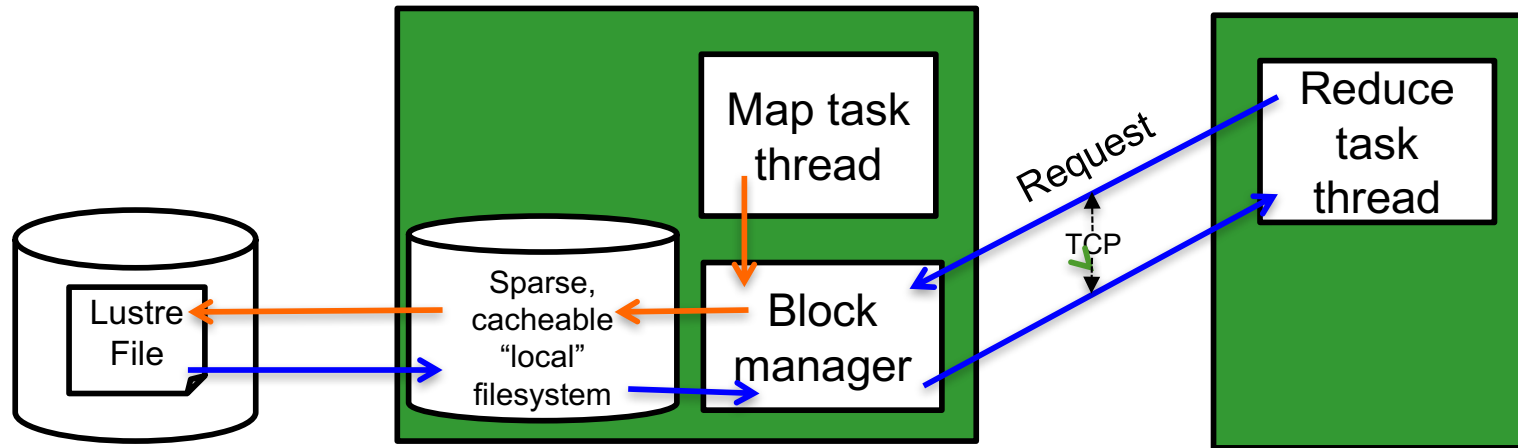 Map task
thread
Request
Reduce
task
thread
TCP
Lustre
File
Sparse,
cacheable
“local”
filesystem
Block
manager